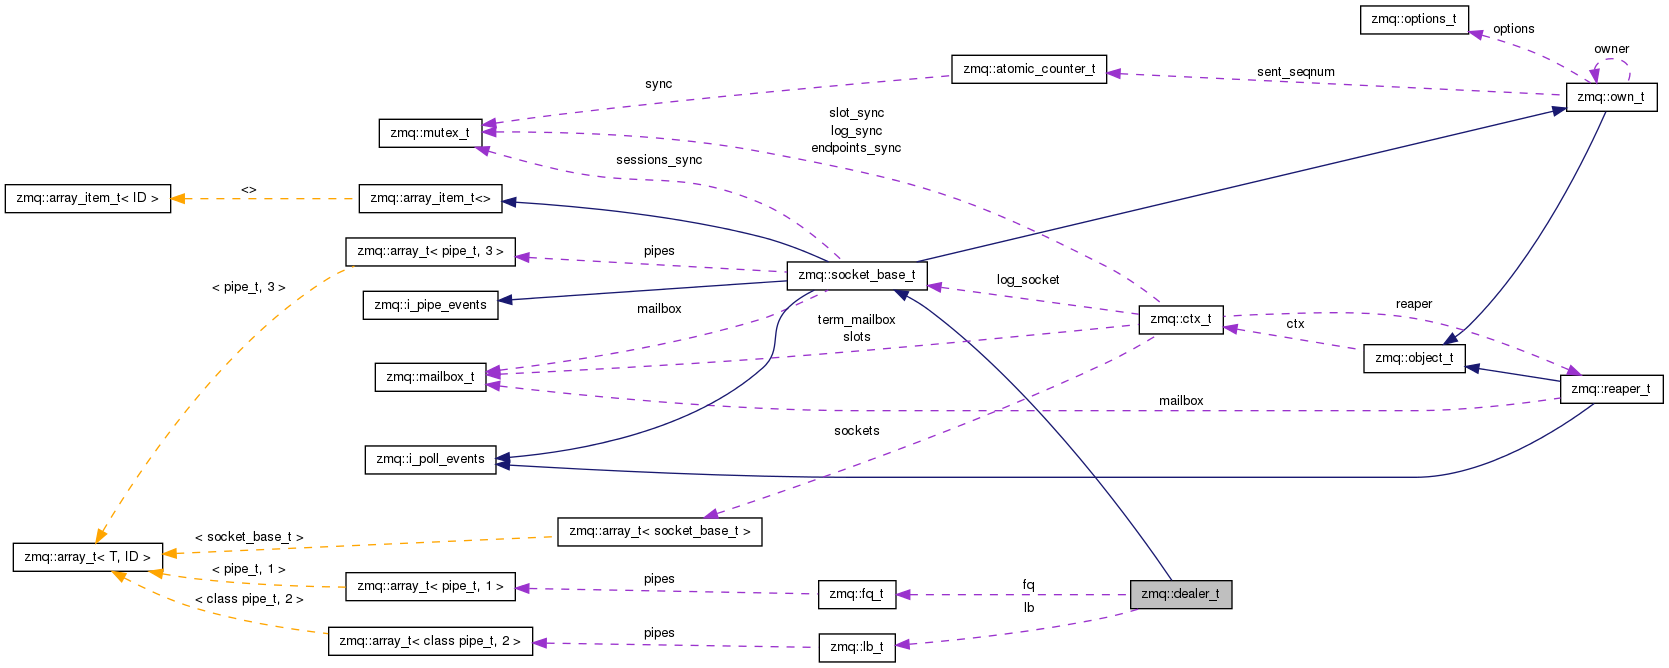 zmq::options_t
options
owner
zmq::atomic_counter_t
sent_seqnum
sync
zmq::own_t
slot_sync
log_sync
endpoints_sync
zmq::mutex_t
sessions_sync
zmq::array_item_t< ID >
<>
zmq::array_item_t<>
zmq::array_t< pipe_t, 3 >
pipes
zmq::socket_base_t
log_socket
< pipe_t, 3 >
zmq::i_pipe_events
mailbox
term_mailbox
slots
zmq::ctx_t
reaper
ctx
zmq::object_t
zmq::mailbox_t
zmq::reaper_t
mailbox
sockets
zmq::i_poll_events
zmq::array_t< socket_base_t >
< socket_base_t >
zmq::array_t< T, ID >
< pipe_t, 1 >
zmq::array_t< pipe_t, 1 >
pipes
zmq::fq_t
fq
zmq::dealer_t
< class pipe_t, 2 >
lb
zmq::array_t< class pipe_t, 2 >
pipes
zmq::lb_t